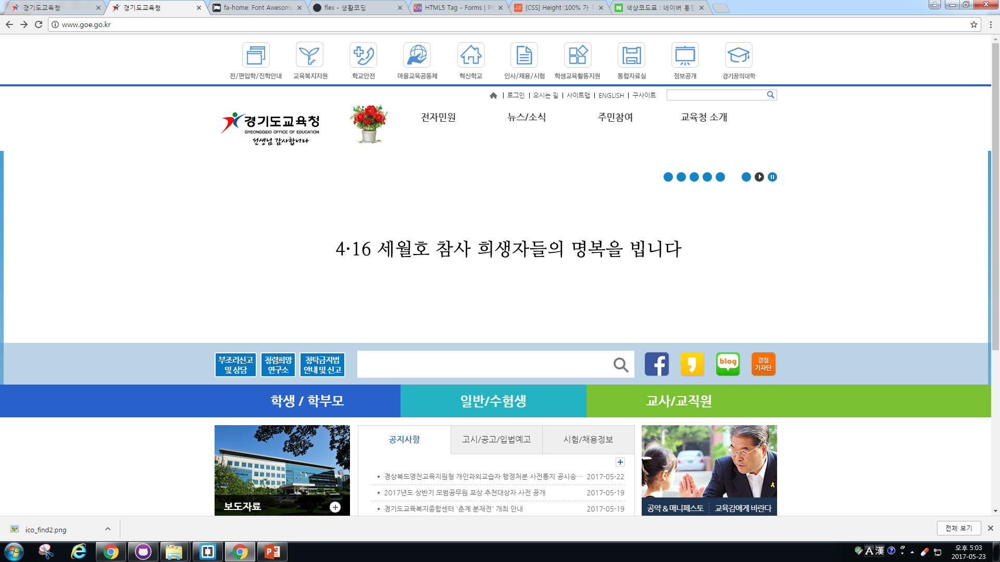 경기도교육청
경기도교육청
fa-home: Font Awesome
flex - 생활코딩
HTML5 Tag - Forms | Po
[CSS] Height :100% 가
색상코드표 : 네이버 통합
www.goe.go.kr
전/편입학/진학안내
교육복지지원
학교안전
마을교육공동체
혁신학교
인사/채용/시험
학생교육활동지원
통합자료실
정보공개
경기꿈의대학
로그인
오시는 길
사이트맵
ENGLISH
구사이트
경기도교육청
GYEONGGIDO OFFICE OF EDUCATION
선생님 감사합니다
전자민원
뉴스/소식
주민참여
교육청 소개
4·16 세월호 참사 희생자들의 명복을 빕니다
부조리신고
및 상담
청렴희망
연구소
청탁금지법
안내 및 신고
blog
경청
기자단
학생 / 학부모
일반/수험생
교사/교직원
보도자료
공지사항
고시/공고/입법예고
시험/채용정보
경상북도영천교육지원청 개인과외교습자 행정처분 사전통지 공시송… 2017-05-22
2017년도 상반기 모범공무원 포상 추천대상자 사전 공개 2017-05-19
경기도교육복지종합센터 '춘계 분재전' 개최 안내 2017-05-19
공약 & 매니페스토
교육감에게 바란다
ico_find2.png
전체 보기
A 漢
오후 5:03
2017-05-23